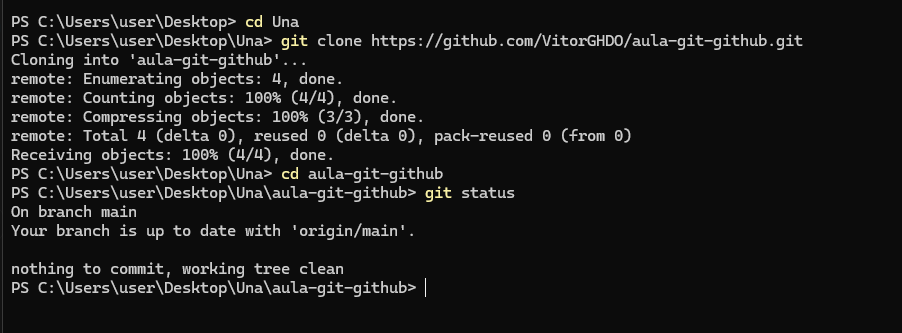 PS C:\Users\user\Desktop> cd Una
PS C:\Users\user\Desktop\Una> git clone https://github.com/VitorGHDO/aula-git-github.git
Cloning into 'aula-git-github'...
remote: Enumerating objects: 4, done.
remote: Counting objects: 100% (4/4), done.
remote: Compressing objects: 100% (3/3), done.
remote: Total 4 (delta 0), reused 0 (delta 0), pack-reused 0 (from 0)
Receiving objects: 100% (4/4), done.
PS C:\Users\user\Desktop\Una> cd aula-git-github
PS C:\Users\user\Desktop\Una\aula-git-github> git status
On branch main
Your branch is up to date with 'origin/main'.
nothing to commit, working tree clean
PS C:\Users\user\Desktop\Una\aula-git-github>